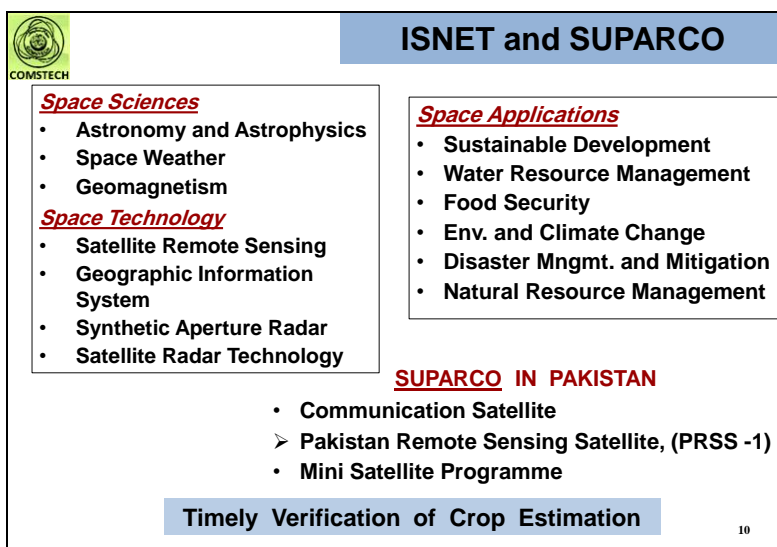 COMSTECH
ISNET and SUPARCO
Space Sciences
• Astronomy and Astrophysics
• Space Weather
• Geomagnetism
Space Technology
• Satellite Remote Sensing
• Geographic Information
System
• Synthetic Aperture Radar
• Satellite Radar Technology
Space Applications
• Sustainable Development
• Water Resource Management
• Food Security
• Env. and Climate Change
• Disaster Mngmt. and Mitigation
• Natural Resource Management
SUPARCO IN PAKISTAN
• Communication Satellite
➢ Pakistan Remote Sensing Satellite, (PRSS -1)
• Mini Satellite Programme
Timely Verification of Crop Estimation
10